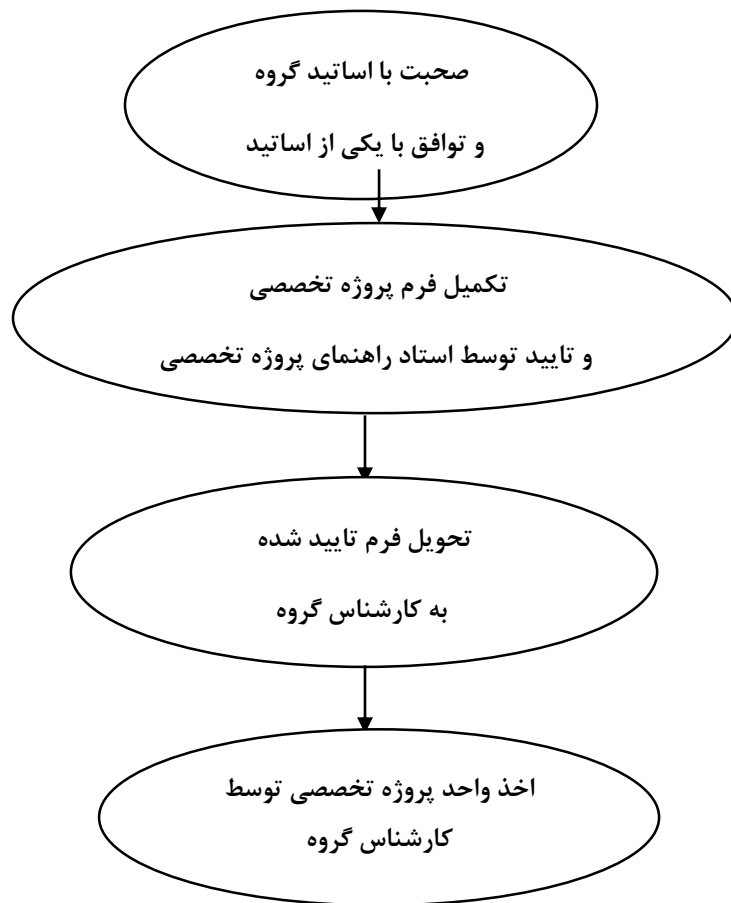 صحبت با اساتید گروه
و توافق با یکی از اساتید
تکمیل فرم پروژه تخصصی
و تایید توسط استاد راهنمای پروژه تخصصی
تحویل فرم تایید شده
به کارشناس گروه
اخذ واحد پروژه تخصصی توسط
کارشناس گروه